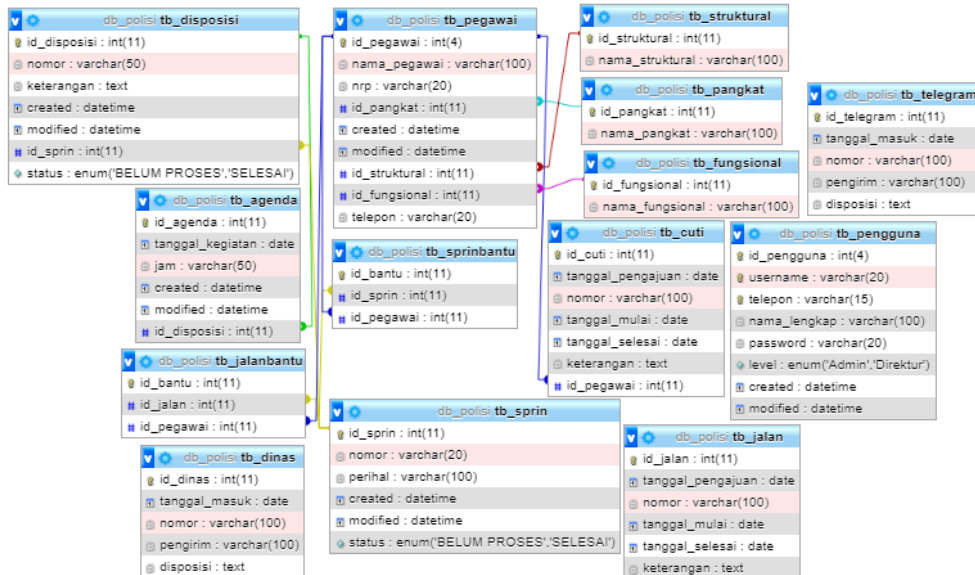 db_polisi tb_disposisi
id_disposisi : int(11)
nomor : varchar(50)
keterangan : text
created : datetime
modified : datetime
id_sprin : int(11)
status : enum('BELUM PROSES','SELESAI')
db_polisi tb_pegawai
id_pegawai : int(4)
nama_pegawai : varchar(100)
nrp : varchar(20)
id_pangkat : int(11)
created : datetime
modified : datetime
id_struktural : int(11)
id_fungsional : int(11)
telepon : varchar(20)
db_polisi tb_struktural
id_struktural : int(11)
nama_struktural : varchar(100)
db_polisi tb_pangkat
id_pangkat : int(11)
nama_pangkat : varchar(100)
db_polisi tb_fungsional
id_fungsional : int(11)
nama_fungsional : varchar(100)
db_polisi tb_telegram
id_telegram : int(11)
tanggal_masuk : date
nomor : varchar(100)
pengirim : varchar(100)
disposisi : text
db_polisi tb_agenda
id_agenda : int(11)
tanggal_kegiatan : date
jam : varchar(50)
created : datetime
modified : datetime
id_disposisi : int(11)
db_polisi tb_sprinbantu
id_bantu : int(11)
id_sprin : int(11)
id_pegawai : int(11)
db_polisi tb_cuti
id_cuti : int(11)
tanggal_pengajuan : date
nomor : varchar(100)
tanggal_mulai : date
tanggal_selesai : date
keterangan : text
id_pegawai : int(11)
db_polisi tb_pengguna
id_pengguna : int(4)
username : varchar(20)
telepon : varchar(15)
nama_lengkap : varchar(100)
password : varchar(20)
level : enum('Admin','Direktur')
created : datetime
modified : datetime
db_polisi tb_jalanbantu
id_bantu : int(11)
id_jalan : int(11)
id_pegawai : int(11)
db_polisi tb_sprin
id_sprin : int(11)
nomor : varchar(20)
perihal : varchar(100)
created : datetime
modified : datetime
status : enum('BELUM PROSES','SELESAI')
db_polisi tb_dinas
id_dinas : int(11)
tanggal_masuk : date
nomor : varchar(100)
pengirim : varchar(100)
disposisi : text
db_polisi tb_jalan
id_jalan : int(11)
tanggal_pengajuan : date
nomor : varchar(100)
tanggal_mulai : date
tanggal_selesai : date
keterangan : text